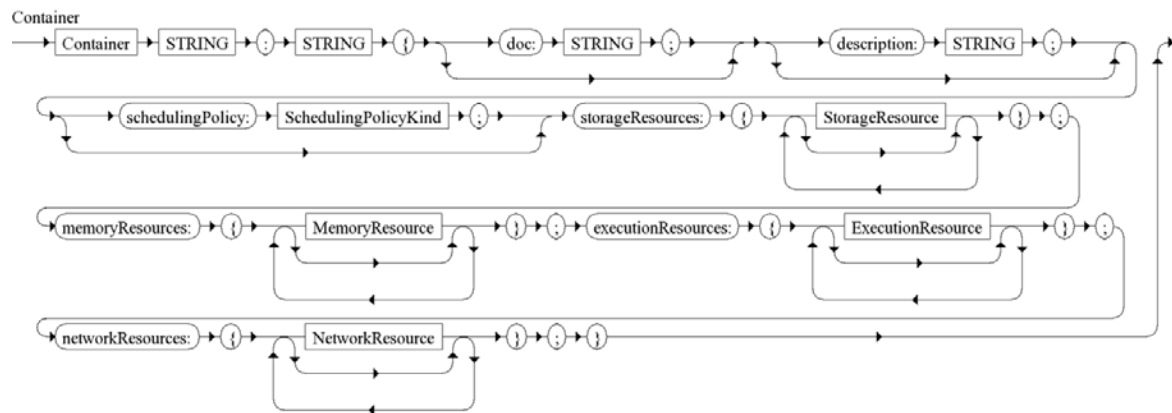 Container
Container STRING : STRING { doc: STRING ; description: STRING ;
schedulingPolicy: SchedulingPolicyKind ; storageResources: { StorageResource } ;
memoryResources: { MemoryResource } ; executionResources: { ExecutionResource } ;
networkResources: { NetworkResource } ; }